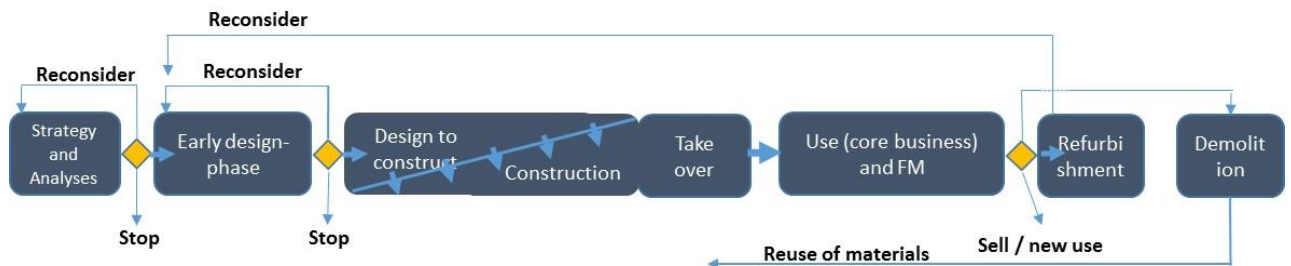 Reconsider
Reconsider
Reconsider
Strategy
and
Analyses
Early design-
phase
Design to
construct
Construction
Take
over
Use (core business)
and FM
Refurbi
shment
Demolit
ion
Stop
Stop
Sell / new use
Reuse of materials